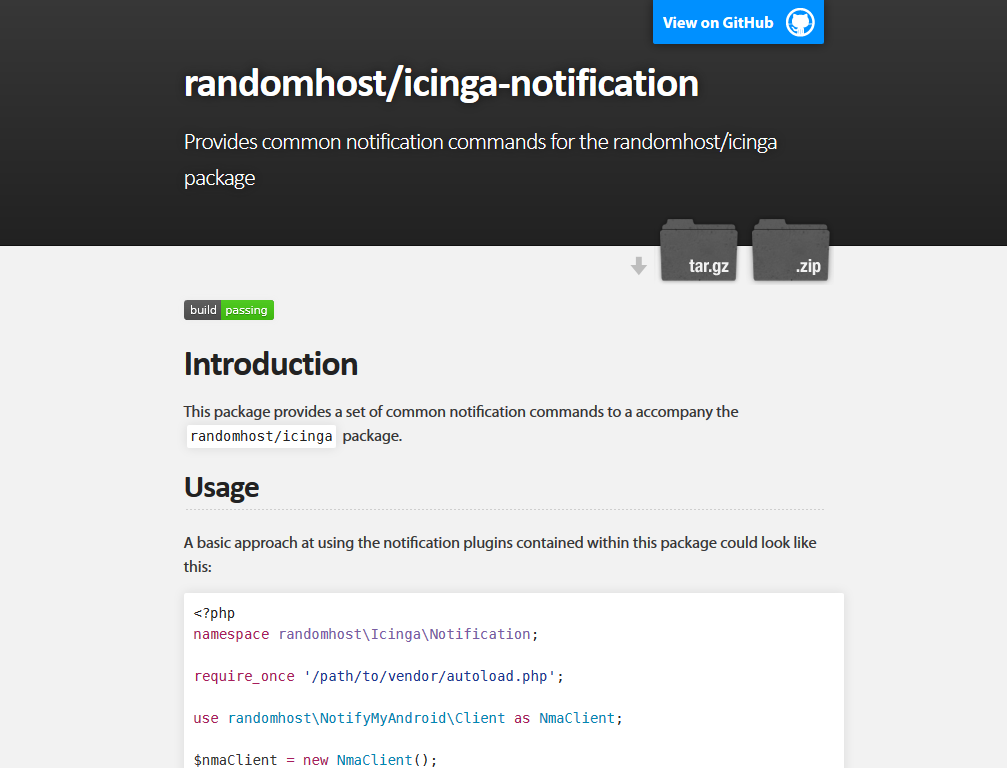 View on GitHub
randomhost/icinga-notification
Provides common notification commands for the randomhost/icinga
package
tar.gz
.zip
build passing
Introduction
This package provides a set of common notification commands to a accompany the
randomhost/icinga package.
Usage
A basic approach at using the notification plugins contained within this package could look like
this:
<?php
namespace randomhost\Icinga\Notification;
require_once '/path/to/vendor/autoload.php';
use randomhost\NotifyMyAndroid\Client as NmaClient;
$nmaClient = new NmaClient();